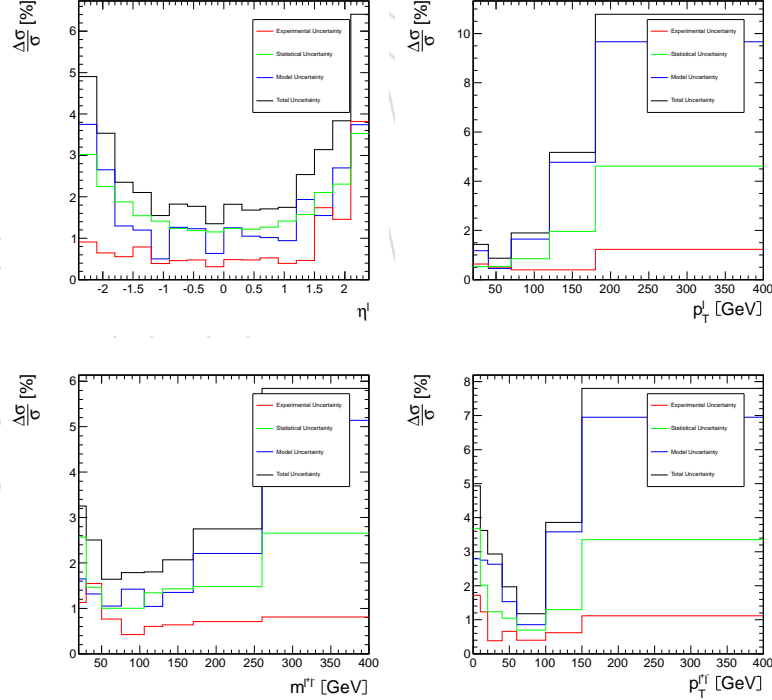 Δσ/σ [%]
6
5
4
3
2
1
0
Experimental Uncertainty
Statistical Uncertainty
Model Uncertainty
Total Uncertainty
-2 -1.5 -1 -0.5 0 0.5 1 1.5 2
η^l
Δσ/σ [%]
10
8
6
4
2
0
Experimental Uncertainty
Statistical Uncertainty
Model Uncertainty
Total Uncertainty
50 100 150 200 250 300 350 400
p_T^l [GeV]
Δσ/σ [%]
6
5
4
3
2
1
0
Experimental Uncertainty
Statistical Uncertainty
Model Uncertainty
Total Uncertainty
50 100 150 200 250 300 350 400
m^{l+l-} [GeV]
Δσ/σ [%]
8
7
6
5
4
3
2
1
0
Experimental Uncertainty
Statistical Uncertainty
Model Uncertainty
Total Uncertainty
0 50 100 150 200 250 300 350 400
p_T^{l+l-} [GeV]